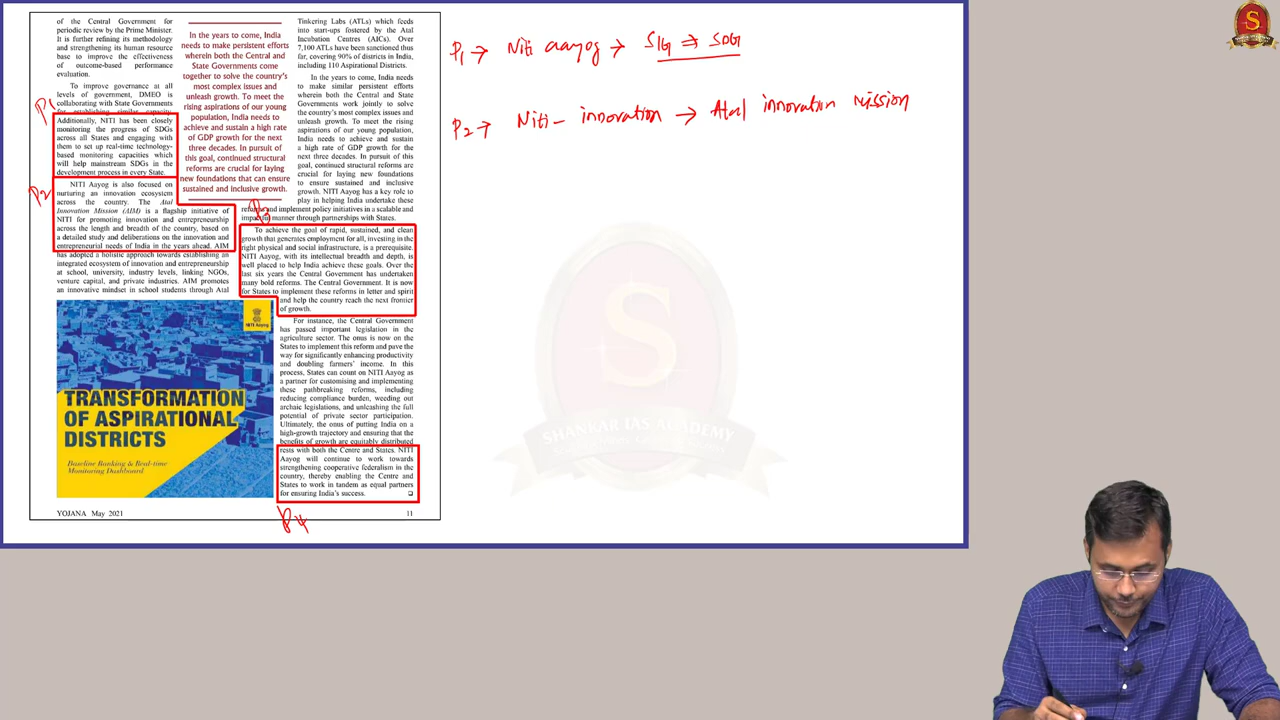 of the Central Government for
periodic review by the Prime Minister.
It is further refining its methodology
and strengthening its human resource
base to improve the effectiveness
of outcome-based performance
evaluation.
To improve governance at all
levels of government, DMEO is
collaborating with State Governments
for establishing similar capacity.
P1
Additionally, NITI has been closely
monitoring the progress of SDGs
across all States and engaging with
them to set up real-time technology-
based monitoring capacities which
will help mainstream SDGs in the
development process in every State.
P2
NITI Aayog is also focused on
nurturing an innovation ecosystem
across the country. The Atal
Innovation Mission (AIM) is a flagship initiative of
NITI for promoting innovation and entrepreneurship
across the length and breadth of the country, based on
a detailed study and deliberations on the innovation and
entrepreneurial needs of India in the years ahead. AIM
has adopted a holistic approach towards establishing an
integrated ecosystem of innovation and entrepreneurship
at school, university, industry levels, linking NGOs,
venture capital, and private industries. AIM promotes
an innovative mindset in school students through Atal
NITI Aayog
TRANSFORMATION
OF ASPIRATIONAL
DISTRICTS
Baseline Ranking & Real-time
Monitoring Dashboard
In the years to come, India
needs to make persistent efforts
wherein both the Central and
State Governments come
together to solve the country's
most complex issues and
unleash growth. To meet the
rising aspirations of our young
population, India needs to
achieve and sustain a high rate
of GDP growth for the next
three decades. In pursuit of
this goal, continued structural
reforms are crucial for laying
new foundations that can ensure
sustained and inclusive growth.
Tinkering Labs (ATLs) which feeds
into start-ups fostered by the Atal
Incubation Centres (AICs). Over
7,100 ATLs have been sanctioned thus
far, covering 90% of districts in India,
including 110 Aspirational Districts.
In the years to come, India needs
to make similar persistent efforts
wherein both the Central and State
Governments work jointly to solve
the country's most complex issues and
unleash growth. To meet the rising
aspirations of our young population,
India needs to achieve and sustain
a high rate of GDP growth for the
next three decades. In pursuit of this
goal, continued structural reforms are
crucial for laying new foundations
to ensure sustained and inclusive
growth. NITI Aayog has a key role to
play in helping India undertake these
and implement policy initiatives in a scalable and
manner through partnerships with States.
P3
To achieve the goal of rapid, sustained, and clean
growth that generates employment for all, investing in the
right physical and social infrastructure, is a prerequisite.
NITI Aayog, with its intellectual breadth and depth, is
well placed to help India achieve these goals. Over the
last six years the Central Government has undertaken
many bold reforms. The Central Government. It is now
for States to implement these reforms in letter and spirit
and help the country reach the next frontier
of growth.
For instance, the Central Government
has passed important legislation in the
agriculture sector. The onus is now on the
States to implement this reform and pave the
way for significantly enhancing productivity
and doubling farmers' income. In this
process, States can count on NITI Aayog as
a partner for customising and implementing
these pathbreaking reforms, including
reducing compliance burden, weeding out
archaic legislations, and unleashing the full
potential of private sector participation.
Ultimately, the onus of putting India on a
high-growth trajectory and ensuring that the
benefits of growth are equitably distributed
rests with both the Centre and States. NITI
Aayog will continue to work towards
strengthening cooperative federalism in the
country, thereby enabling the Centre and
States to work in tandem as equal partners
for ensuring India's success.
P4
YOJANA May 2021
11
P1 → Niti aayog → SIG ⇒ SDG
P2 → Niti - innovation → Atal innovation mission
S
SHANKAR IAS ACADEMY
S